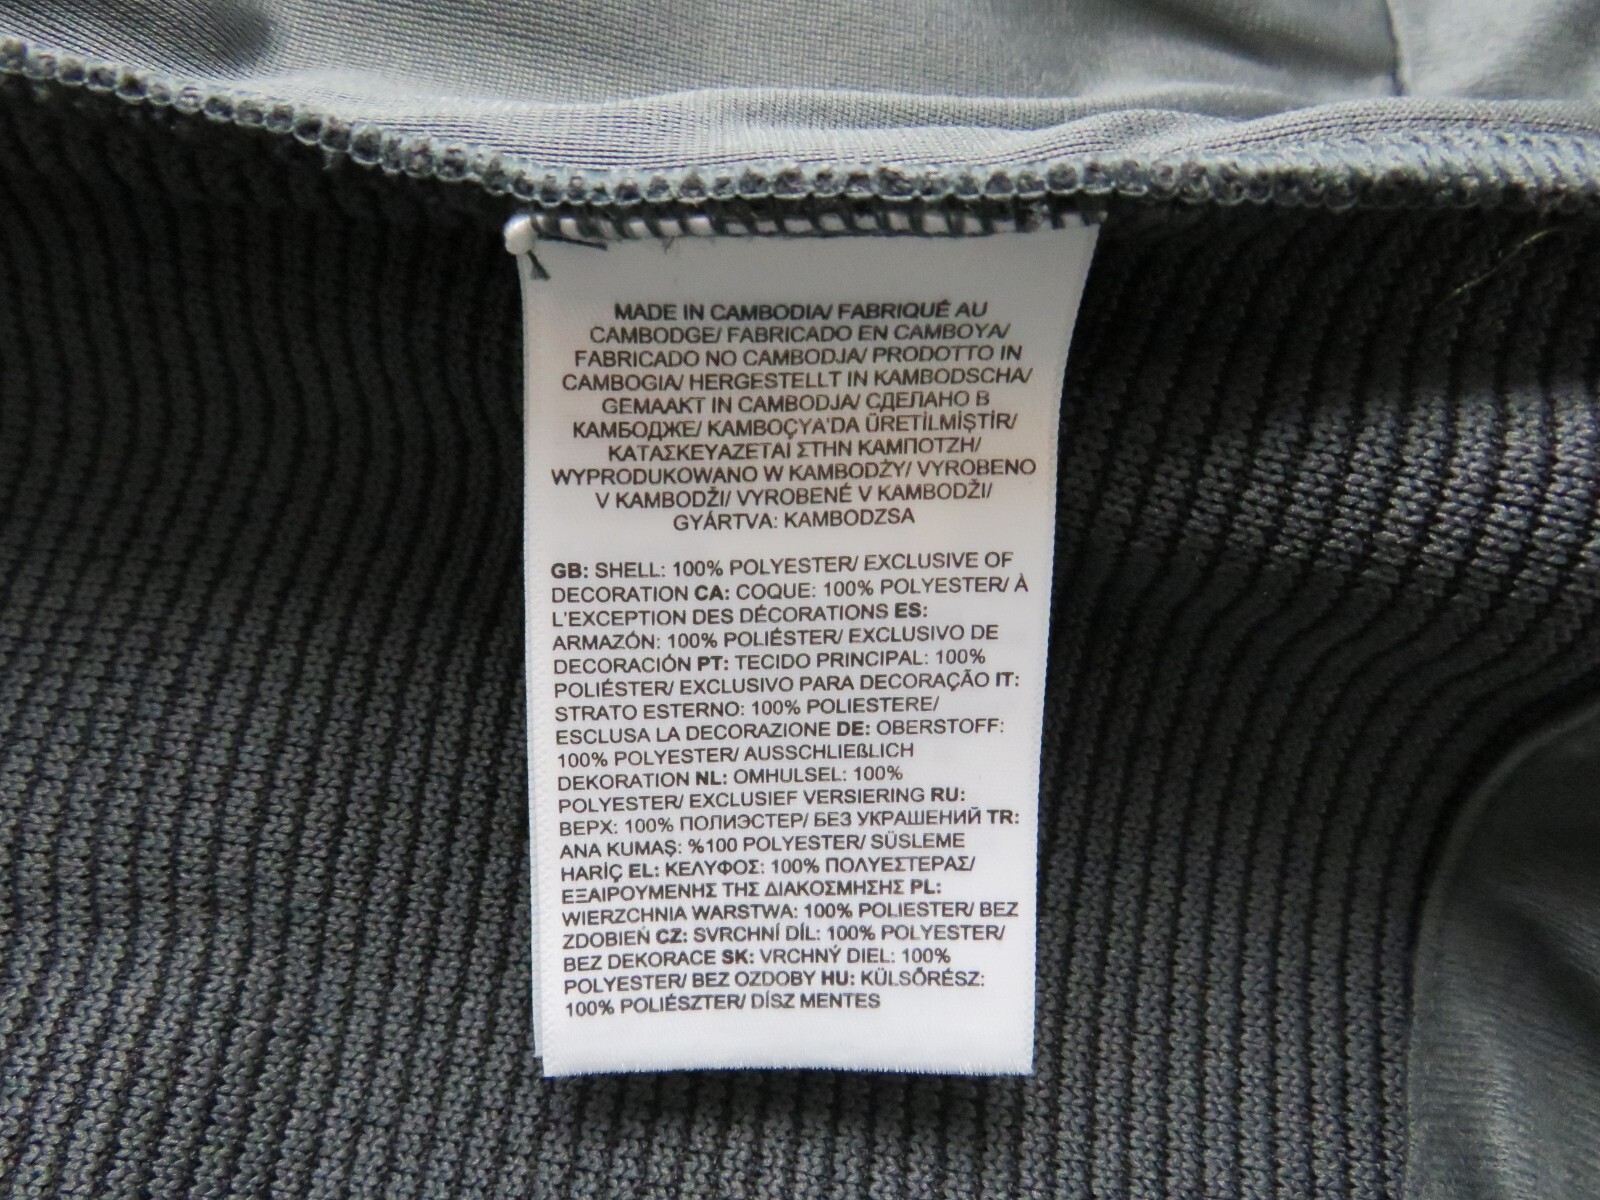 MADE IN CAMBODIA/ FABRIQUÉ AU
CAMBODGE/ FABRICADO EN CAMBOYA/
FABRICADO NO CAMBODJA/ PRODOTTO IN
CAMBOGIA/ HERGESTELLT IN KAMBODSCHA/
GEMAAKT IN CAMBODJA/ СДЕЛАНО В
КАМБОДЖЕ/ KAMBOÇYA'DA ÜRETİLMİŞTİR/
ΚΑΤΑΣΚΕΥΑΖΕΤΑΙ ΣΤΗΝ ΚΑΜΠΟΤΖΗ/
WYPRODUKOWANO W KAMBODŻY/ VYROBENO
V KAMBODŽI/ VYROBENÉ V KAMBODŽI/
GYÁRTVA: KAMBODZSA
GB: SHELL: 100% POLYESTER/ EXCLUSIVE OF
DECORATION CA: COQUE: 100% POLYESTER/ À
L'EXCEPTION DES DÉCORATIONS ES:
ARMAZÓN: 100% POLIÉSTER/ EXCLUSIVO DE
DECORACIÓN PT: TECIDO PRINCIPAL: 100%
POLIÉSTER/ EXCLUSIVO PARA DECORAÇÃO IT:
STRATO ESTERNO: 100% POLIESTERE/
ESCLUSA LA DECORAZIONE DE: OBERSTOFF:
100% POLYESTER/ AUSSCHLIEßLICH
DEKORATION NL: OMHULSEL: 100%
POLYESTER/ EXCLUSIEF VERSIERING RU:
ВЕРХ: 100% ПОЛИЭСТЕР/ БЕЗ УКРАШЕНИЙ TR:
ANA KUMAŞ: %100 POLYESTER/ SÜSLEME
HARİÇ EL: ΚΕΛΥΦΟΣ: 100% ΠΟΛΥΕΣΤΕΡΑΣ/
ΕΞΑΙΡΟΥΜΕΝΗΣ ΤΗΣ ΔΙΑΚΟΣΜΗΣΗΣ PL:
WIERZCHNIA WARSTWA: 100% POLIESTER/ BEZ
ZDOBIEŃ CZ: SVRCHNÍ DÍL: 100% POLYESTER/
BEZ DEKORACE SK: VRCHNÝ DIEL: 100%
POLYESTER/ BEZ OZDOBY HU: KÜLSŐRÉSZ:
100% POLIÉSZTER/ DÍSZ MENTES